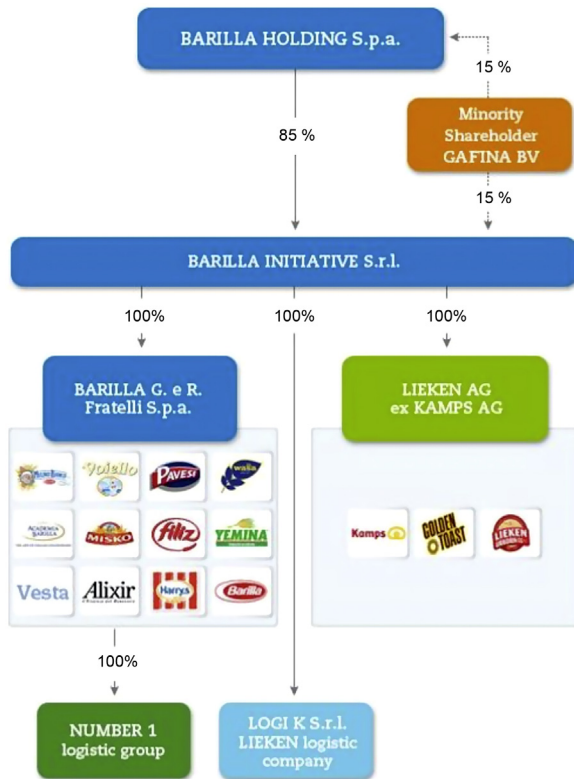 BARILLA HOLDING S.p.a.
15 %
85 %
Minority
Shareholder
GAFINA BV
15 %
BARILLA INITIATIVE S.r.l.
100%
100%
100%
BARILLA G. e R.
Fratelli S.p.a.
LIEKEN AG
ex KAMPS AG
Voiello
PAVESI
wasa
ACADEMIA
BARILLA
MISKO
filiz
YEMINA
Kamps
GOLDEN
TOAST
LIEKEN
Vesta
Alixir
Harrys
Barilla
100%
NUMBER 1
logistic group
LOGI K S.r.l.
LIEKEN logistic
company